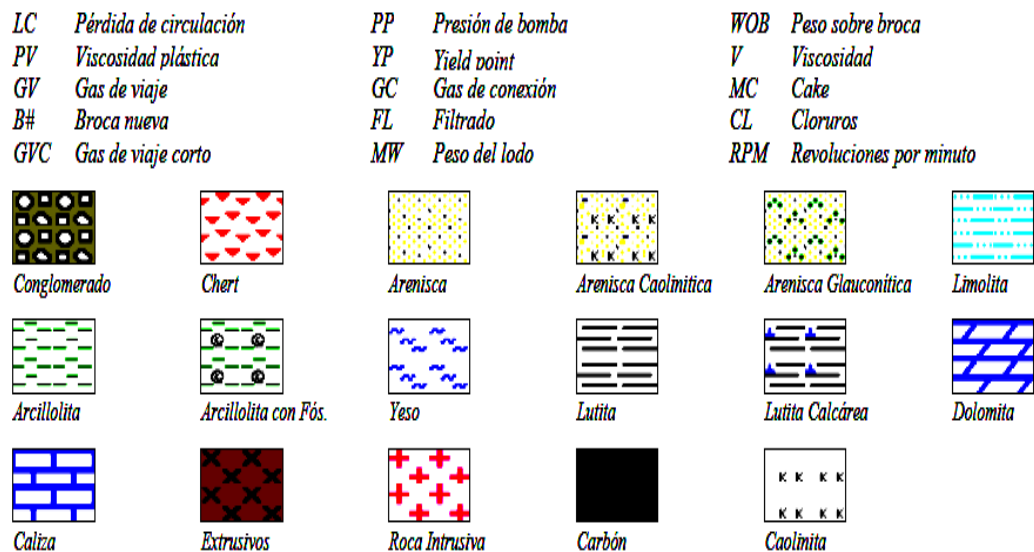 LC Pérdida de circulación PP Presión de bomba WOB Peso sobre broca
PV Viscosidad plástica YP Yield point V Viscosidad
GV Gas de viaje GC Gas de conexión MC Cake
B# Broca nueva FL Filtrado CL Cloruros
GVC Gas de viaje corto MW Peso del lodo RPM Revoluciones por minuto
Conglomerado Chert Arenisca Arenisca Caolinitica Arenisca Glauconítica Limolita
Arcillolita Arcillolita con Fós. Yeso Lutita Lutita Calcárea Dolomita
Caliza Extrusivos Roca Intrusiva Carbón Caolinita